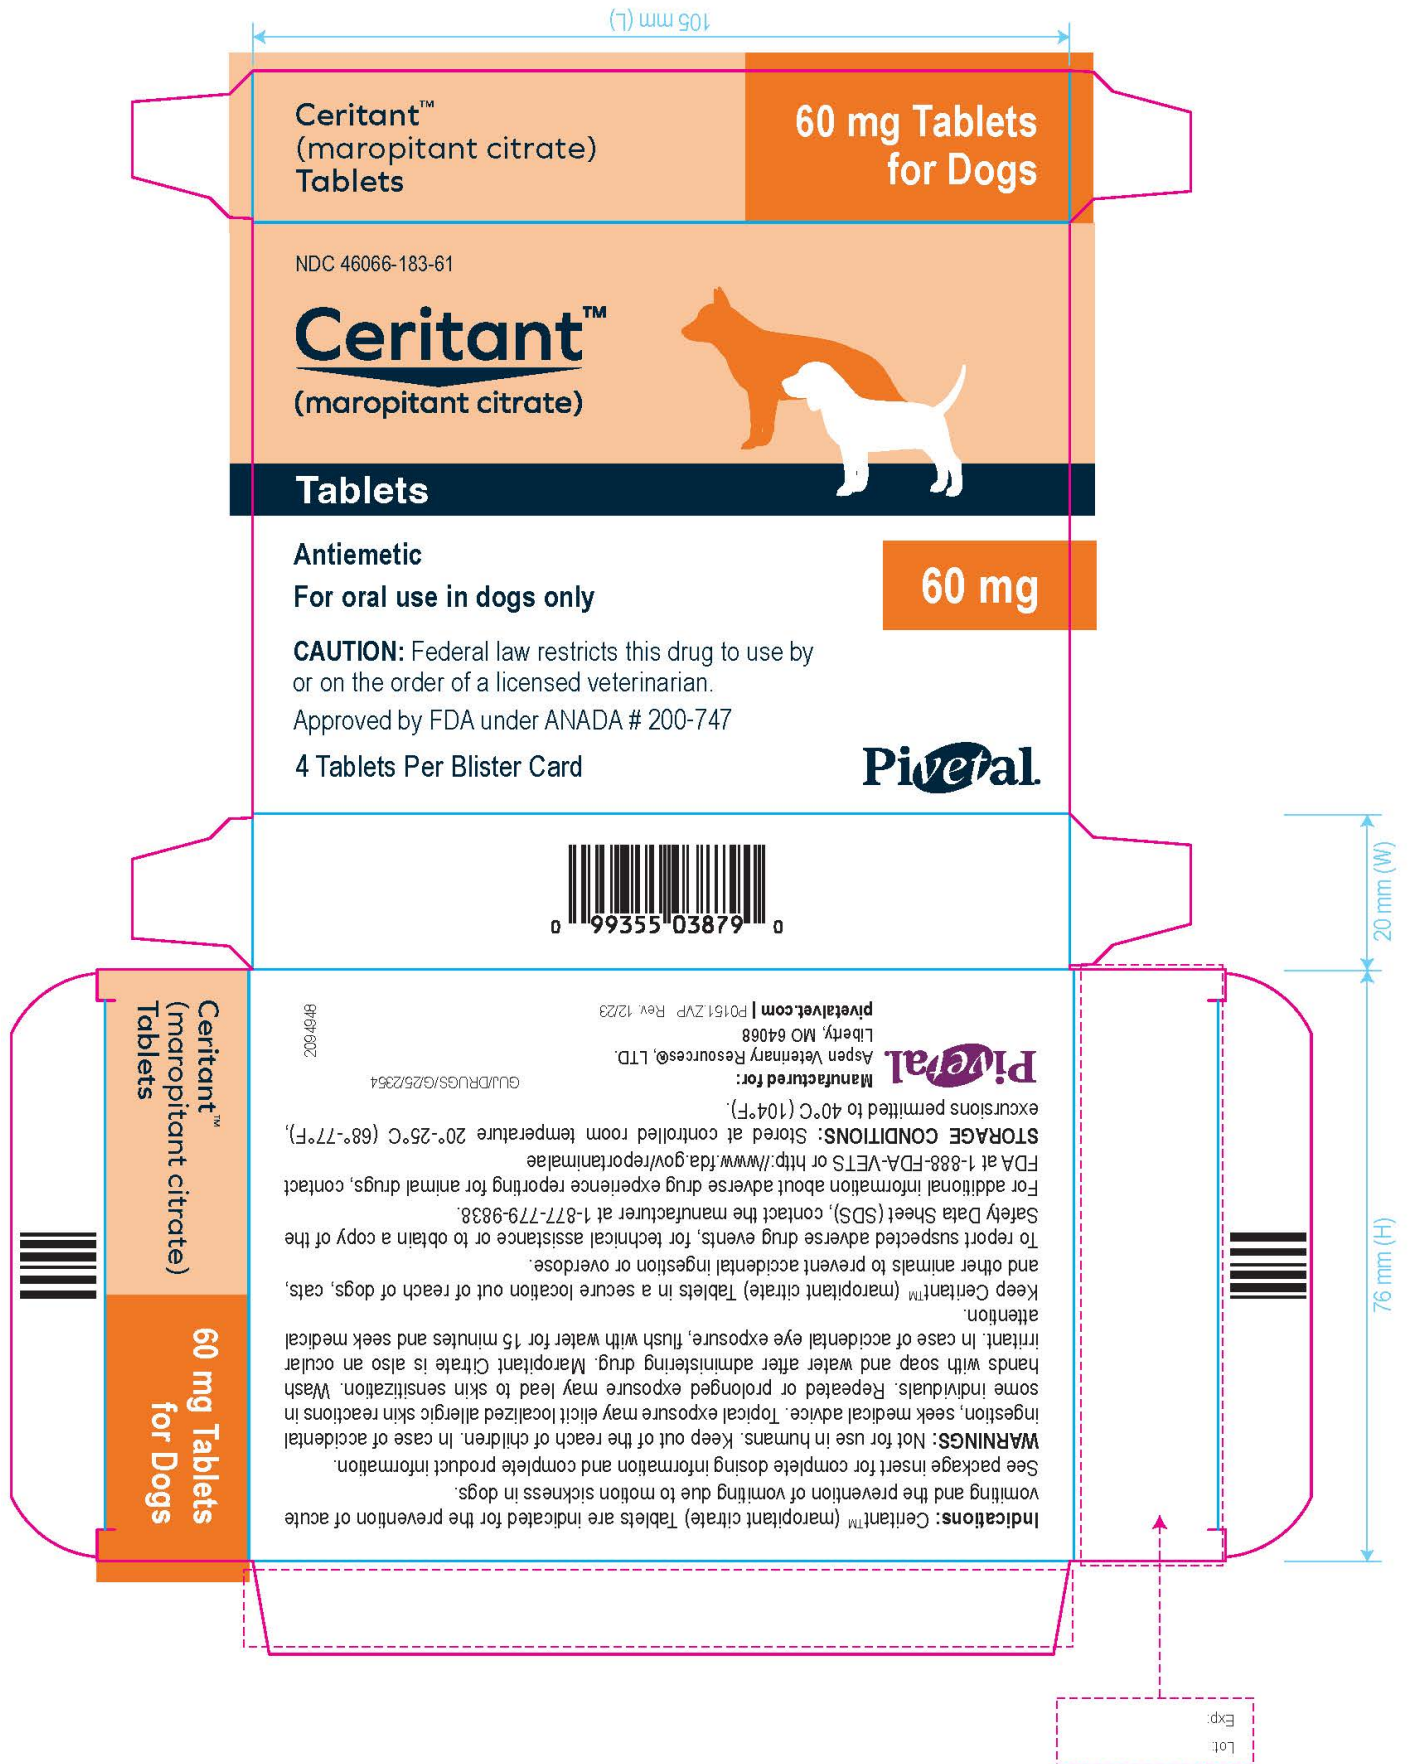 105 mm (L)
Ceritant™
(maropitant citrate)
Tablets
60 mg Tablets
for Dogs
NDC 46066-183-61
Ceritant™
(maropitant citrate)
Tablets
Antiemetic
For oral use in dogs only
60 mg
CAUTION: Federal law restricts this drug to use by
or on the order of a licensed veterinarian.
Approved by FDA under ANADA # 200-747
4 Tablets Per Blister Card
Pivetal.
0 99355 03879 0
20 mm (W)
76 mm (H)
Ceritant™
(maropitant citrate)
Tablets
60 mg Tablets
for Dogs
Indications: Ceritant™ (maropitant citrate) Tablets are indicated for the prevention of acute
vomiting and the prevention of vomiting due to motion sickness in dogs.
See package insert for complete dosing information and complete product information.
WARNINGS: Not for use in humans. Keep out of the reach of children. In case of accidental
ingestion, seek medical advice. Topical exposure may elicit localized allergic skin reactions in
some individuals. Repeated or prolonged exposure may lead to skin sensitization. Wash
hands with soap and water after administering drug. Maropitant Citrate is also an ocular
irritant. In case of accidental eye exposure, flush with water for 15 minutes and seek medical
attention.
Keep Ceritant™ (maropitant citrate) Tablets in a secure location out of reach of dogs, cats,
and other animals to prevent accidental ingestion or overdose.
To report suspected adverse drug events, for technical assistance or to obtain a copy of the
Safety Data Sheet (SDS), contact the manufacturer at 1-877-779-9838.
For additional information about adverse drug experience reporting for animal drugs, contact
FDA at 1-888-FDA-VETS or http://www.fda.gov/reportanimalae
STORAGE CONDITIONS: Stored at controlled room temperature 20°-25°C (68°-77°F),
excursions permitted to 40°C (104°F).
Pivetal.
Manufactured for:
Aspen Veterinary Resources®, LTD.
Liberty, MO 64068
pivetalvet.com | P0151.ZVP Rev. 12/23
GUJ/DRUGS/G/25/2354
2094948
Lot:
Exp: